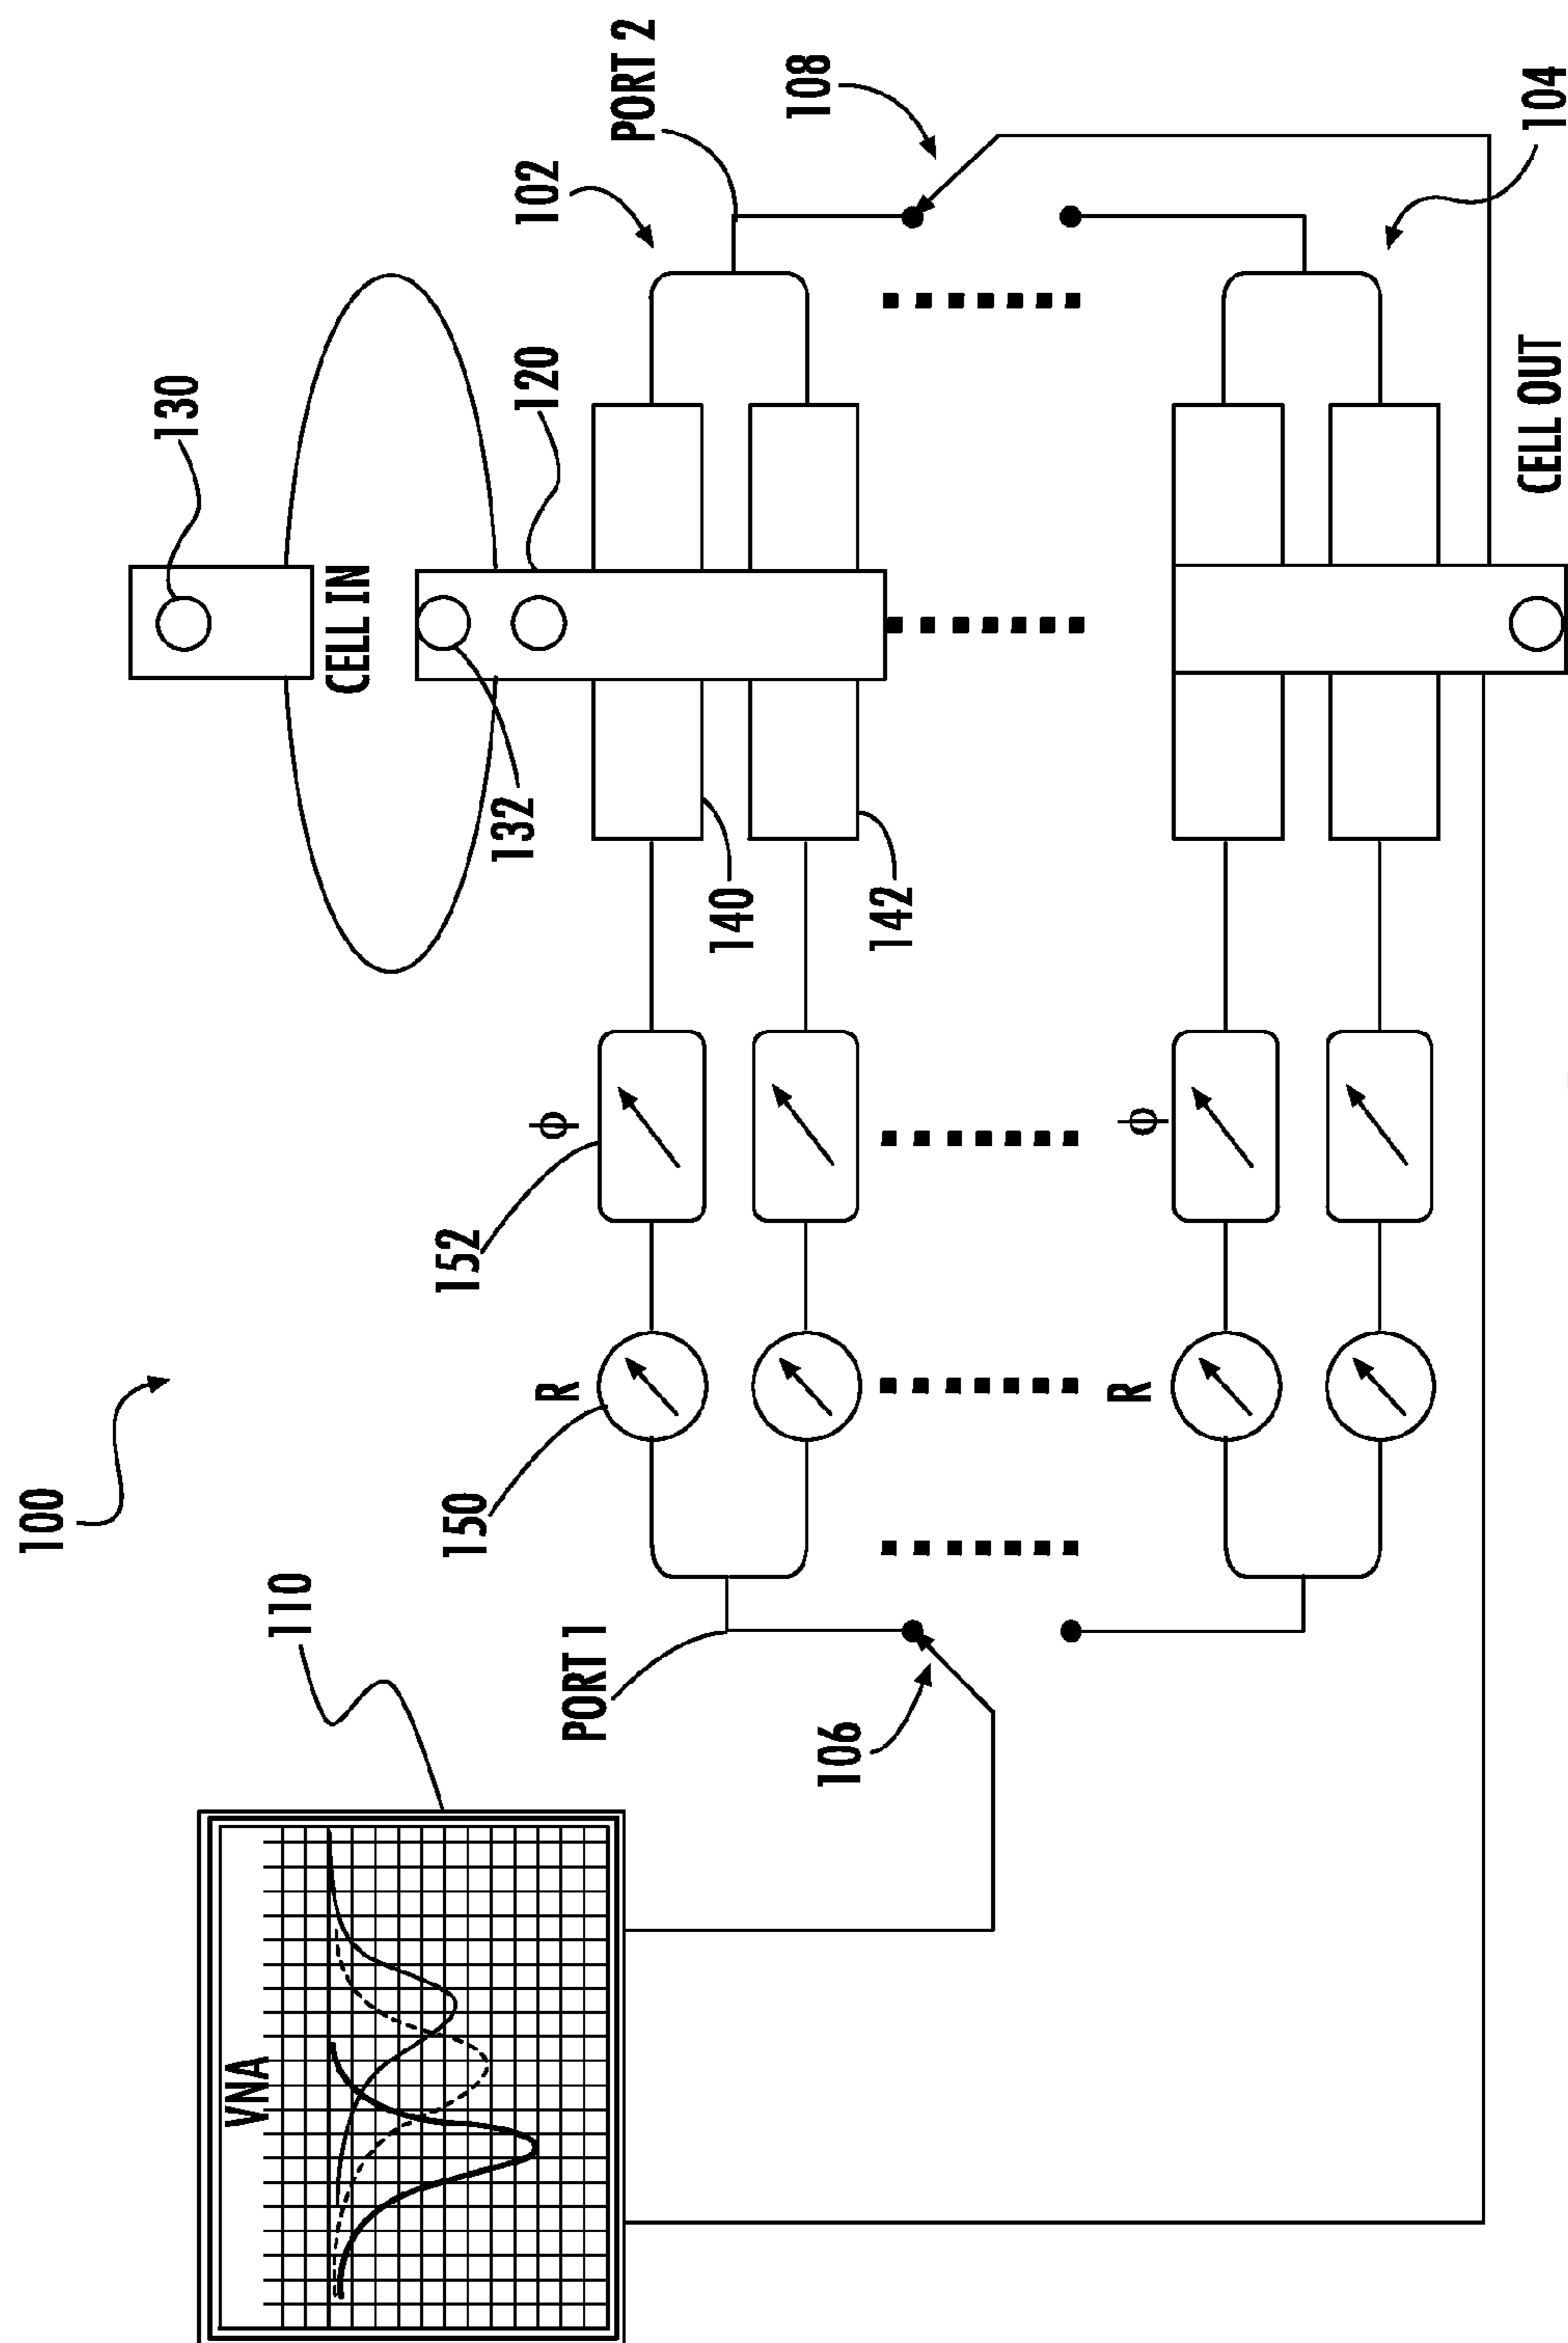 100
110
VNA
150
R
152
ϕ
PORT 1
106
130
CELL IN
132
120
102
PORT 2
108
140
142
R
ϕ
CELL OUT
104